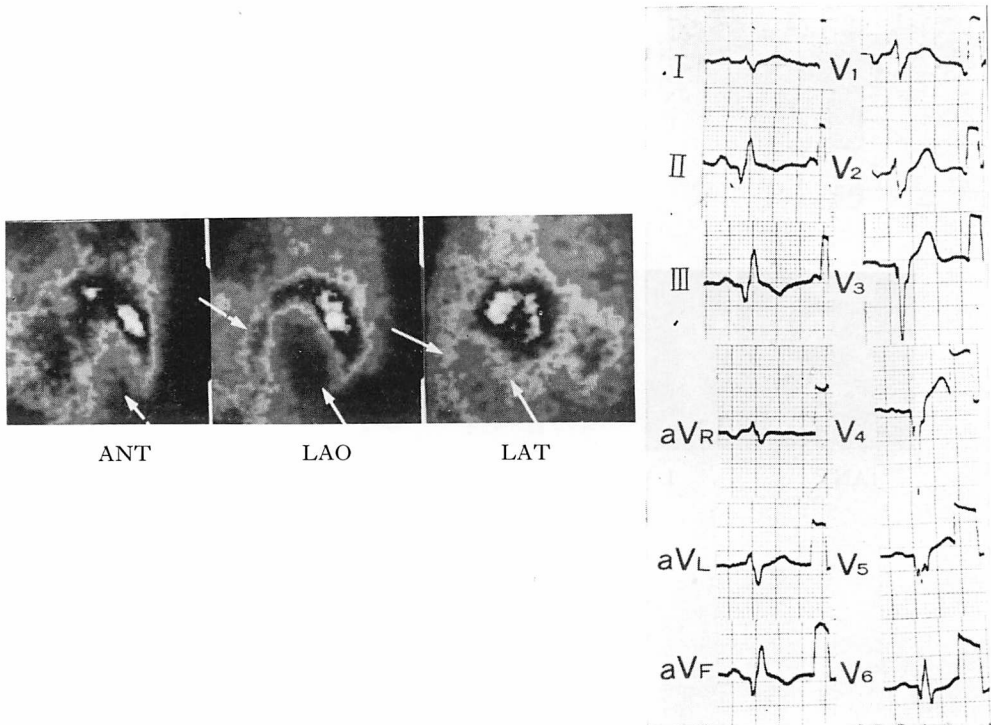 ANT LAO LAT
I V1
II V2
III V3
aVR V4
aVL V5
aVF V6